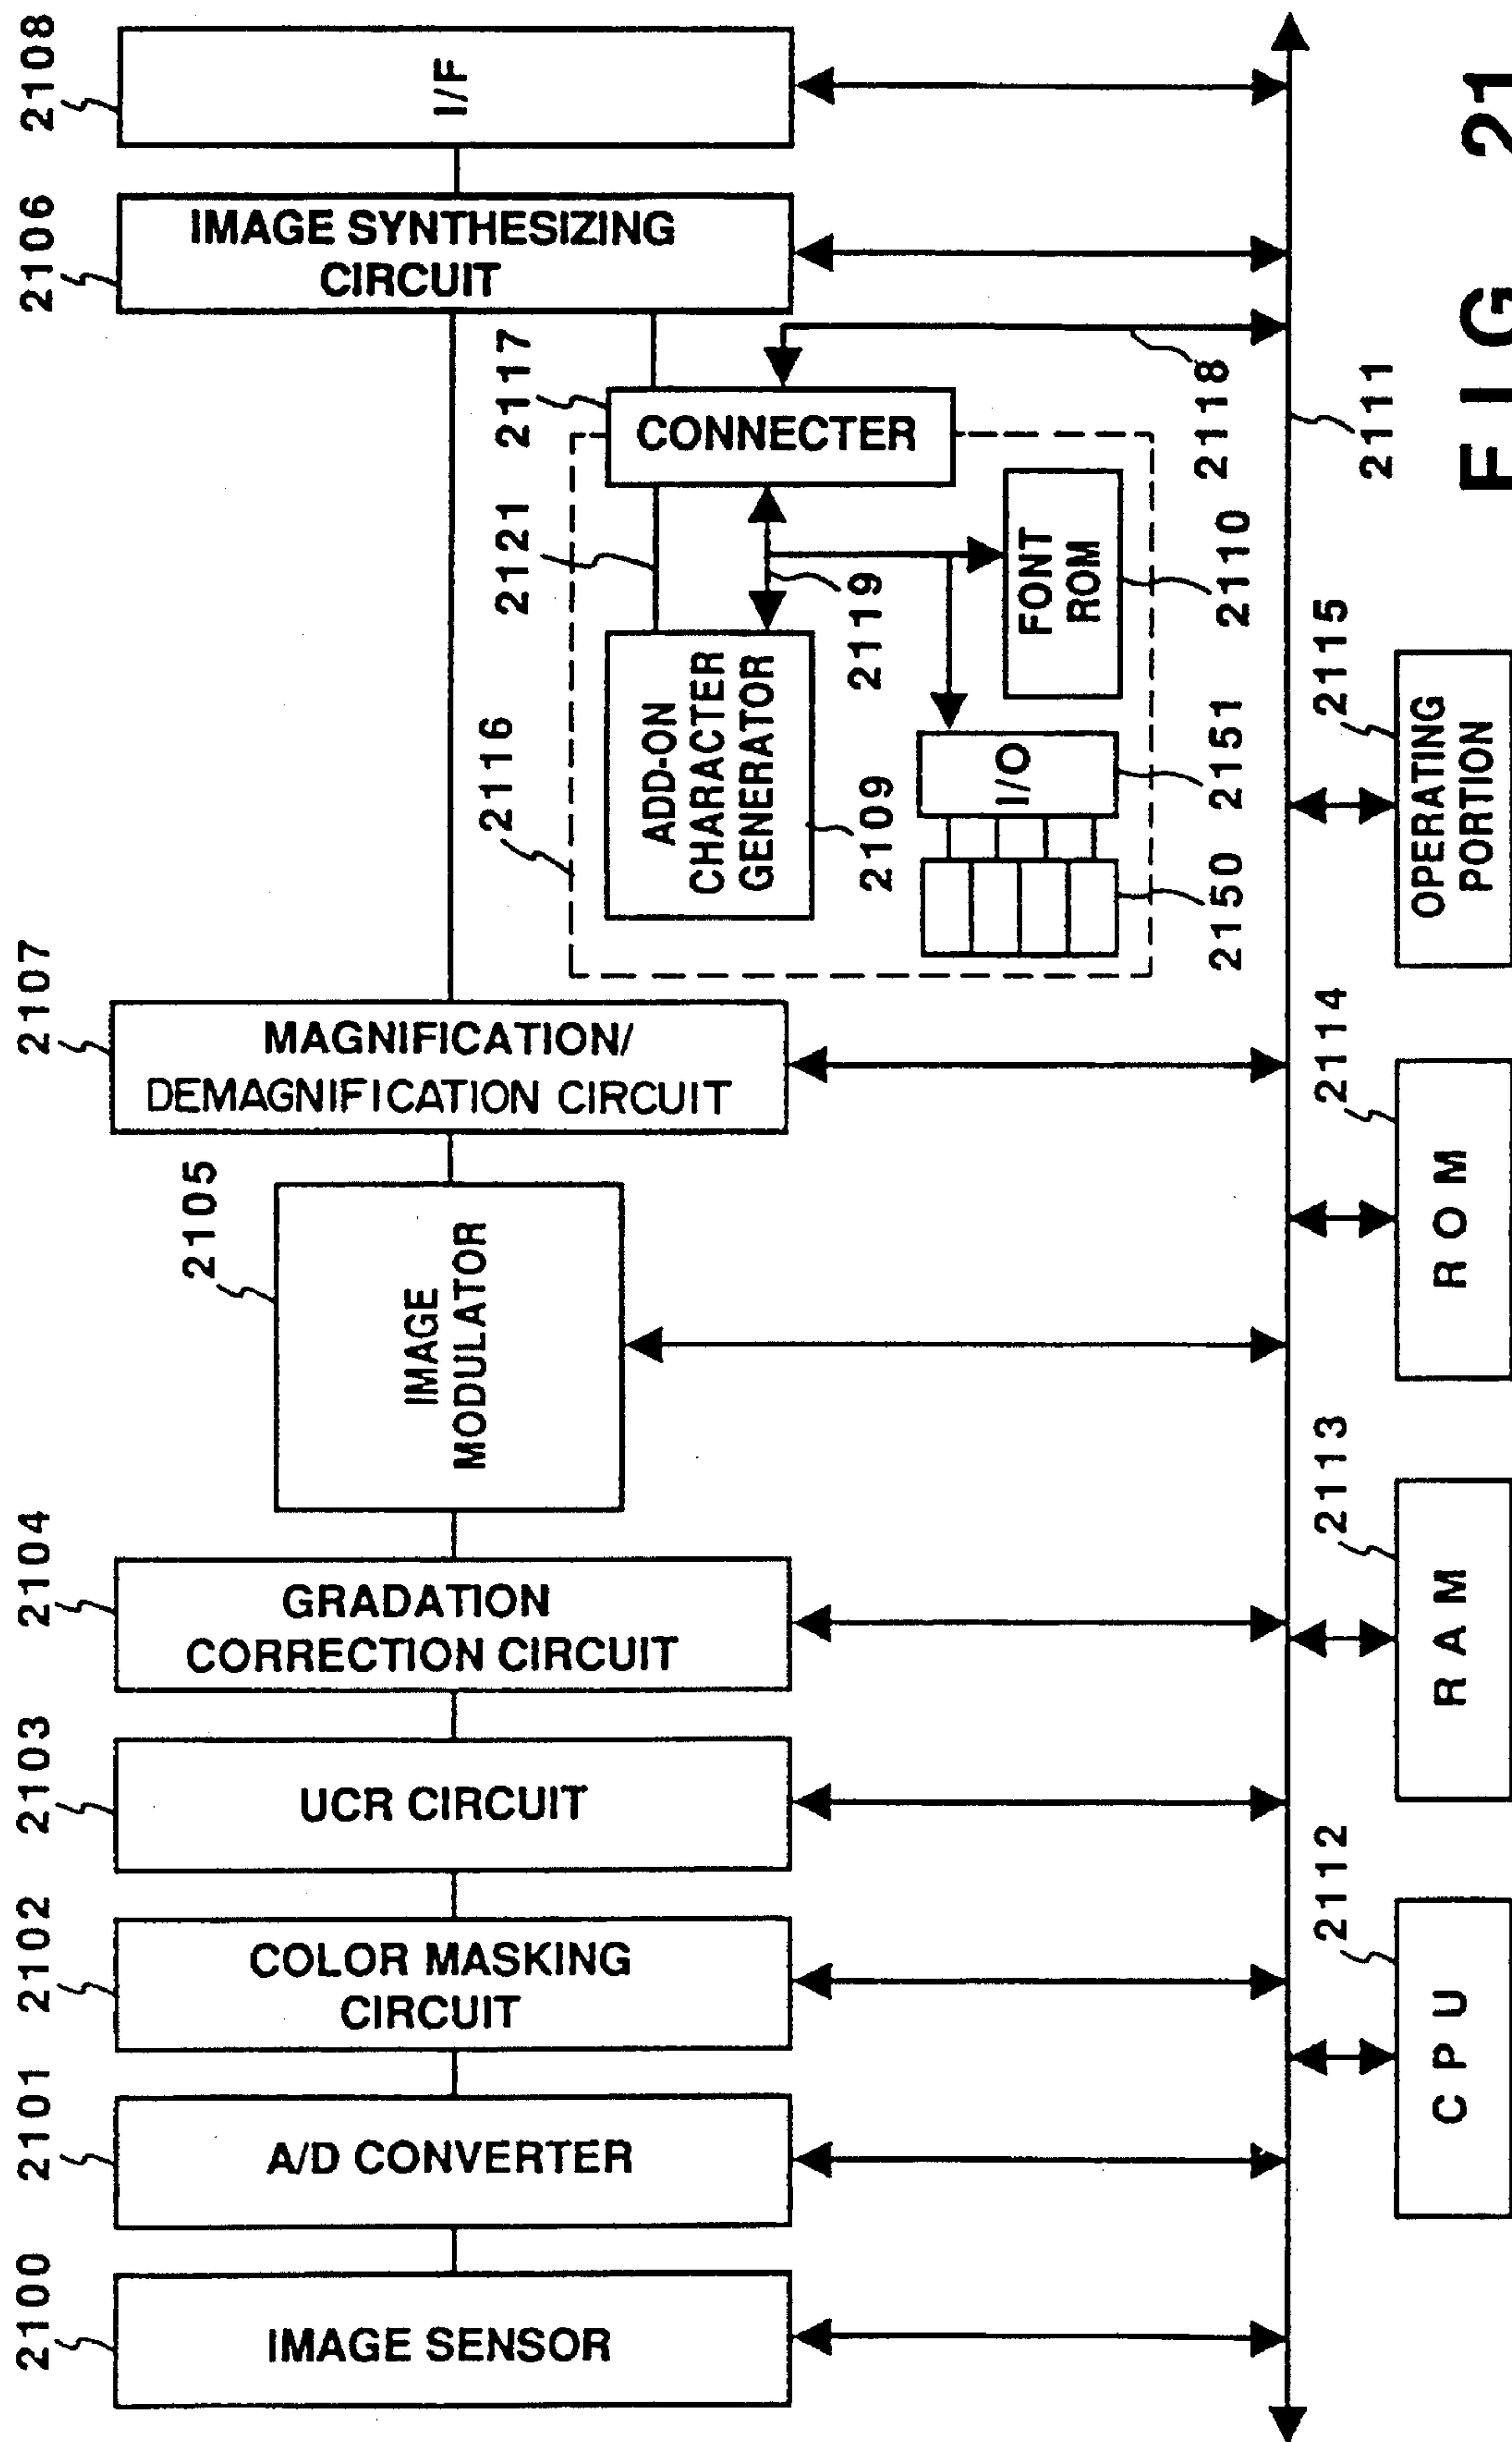 2100
IMAGE SENSOR
2101
A/D CONVERTER
2102
COLOR MASKING
CIRCUIT
2103
UCR CIRCUIT
2104
GRADATION
CORRECTION CIRCUIT
2105
IMAGE
MODULATOR
2107
MAGNIFICATION/
DEMAGNIFICATION CIRCUIT
2106
IMAGE SYNTHESIZING
CIRCUIT
2108
I/F
2116
2121
2117
CONNECTER
ADD-ON
CHARACTER
GENERATOR
2109
2119
FONT
ROM
2110
I/O
2151
2150
2118
2111
2112
CPU
2113
RAM
2114
ROM
2115
OPERATING
PORTION
FIG 21